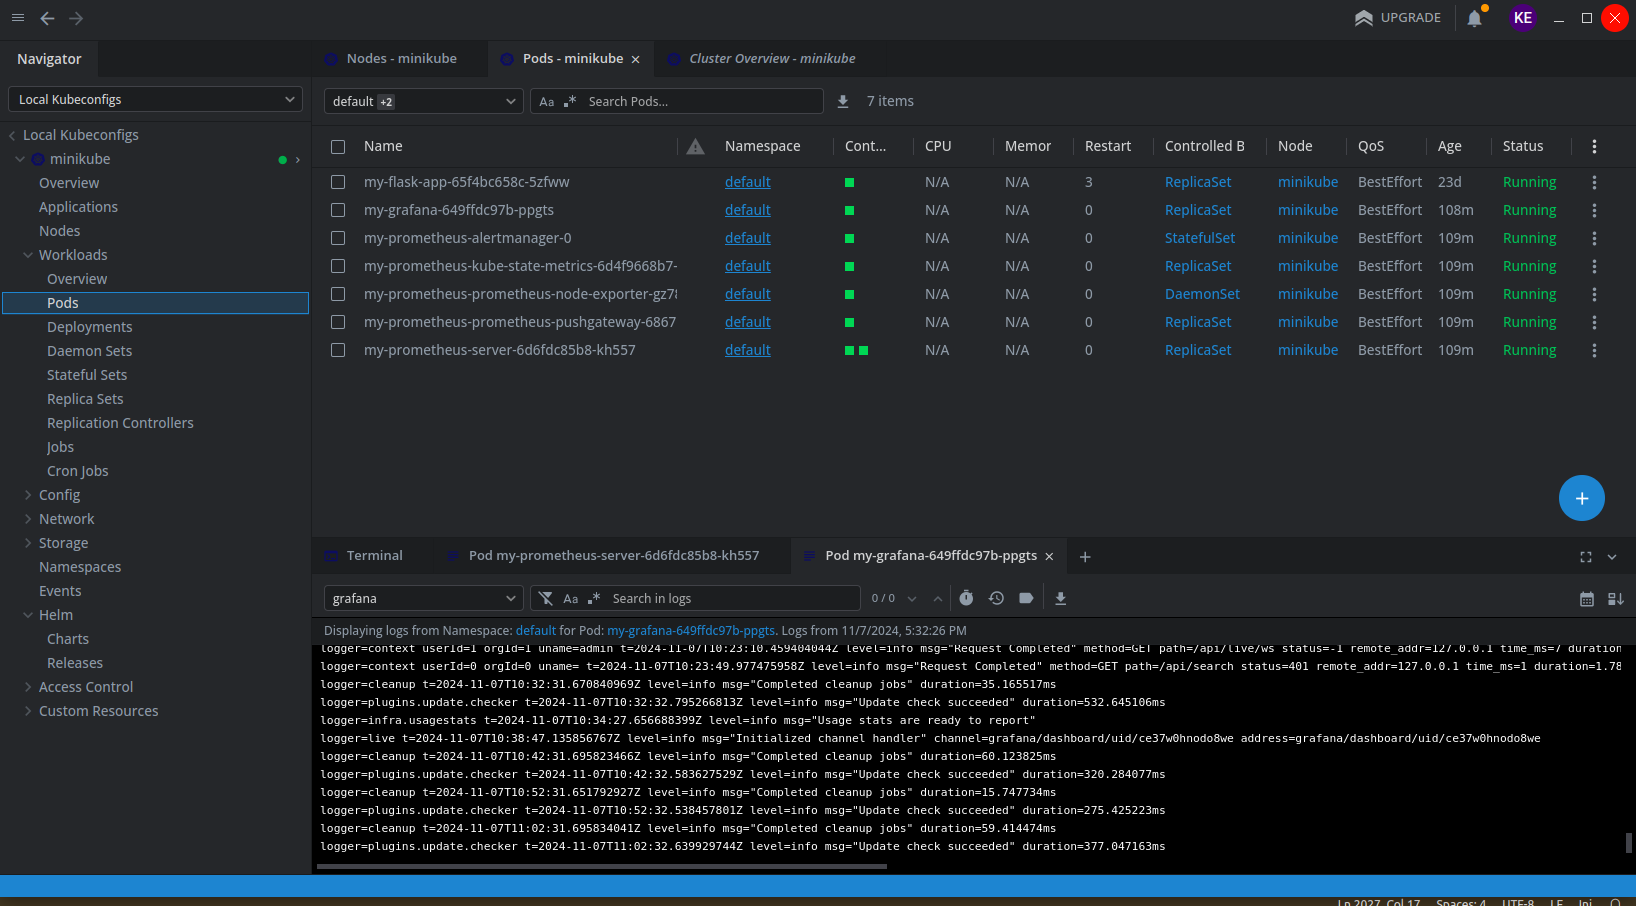 UPGRADE
KE
Navigator
Nodes - minikube
Pods - minikube
Cluster Overview - minikube
Local Kubeconfigs
default +2
Aa .* Search Pods...
7 items
Local Kubeconfigs
minikube
Overview
Applications
Nodes
Workloads
Overview
Pods
Deployments
Daemon Sets
Stateful Sets
Replica Sets
Replication Controllers
Jobs
Cron Jobs
Config
Network
Storage
Namespaces
Events
Helm
Charts
Releases
Access Control
Custom Resources
Name Namespace Cont... CPU Memor Restart Controlled B Node QoS Age Status
my-flask-app-65f4bc658c-5zfww default N/A N/A 3 ReplicaSet minikube BestEffort 23d Running
my-grafana-649ffdc97b-ppgts default N/A N/A 0 ReplicaSet minikube BestEffort 108m Running
my-prometheus-alertmanager-0 default N/A N/A 0 StatefulSet minikube BestEffort 109m Running
my-prometheus-kube-state-metrics-6d4f9668b7- default N/A N/A 0 ReplicaSet minikube BestEffort 109m Running
my-prometheus-prometheus-node-exporter-gz78 default N/A N/A 0 DaemonSet minikube BestEffort 109m Running
my-prometheus-prometheus-pushgateway-6867 default N/A N/A 0 ReplicaSet minikube BestEffort 109m Running
my-prometheus-server-6d6fdc85b8-kh557 default N/A N/A 0 ReplicaSet minikube BestEffort 109m Running
Terminal
Pod my-prometheus-server-6d6fdc85b8-kh557
Pod my-grafana-649ffdc97b-ppgts
grafana
Aa .* Search in logs
0 / 0
Displaying logs from Namespace: default for Pod: my-grafana-649ffdc97b-ppgts. Logs from 11/7/2024, 5:32:26 PM
logger=context userId=1 orgId=1 uname=admin t=2024-11-07T10:23:10.459404044Z level=info msg="Request Completed" method=GET path=/api/live/ws status=-1 remote_addr=127.0.0.1 time_ms=7 duration
logger=context userId=0 orgId=0 uname= t=2024-11-07T10:23:49.977475958Z level=info msg="Request Completed" method=GET path=/api/search status=401 remote_addr=127.0.0.1 time_ms=1 duration=1.78
logger=cleanup t=2024-11-07T10:32:31.670840969Z level=info msg="Completed cleanup jobs" duration=35.165517ms
logger=plugins.update.checker t=2024-11-07T10:32:32.795266813Z level=info msg="Update check succeeded" duration=532.645106ms
logger=infra.usagestats t=2024-11-07T10:34:27.656688399Z level=info msg="Usage stats are ready to report"
logger=live t=2024-11-07T10:38:47.135856767Z level=info msg="Initialized channel handler" channel=grafana/dashboard/uid/ce37w0hnodo8we address=grafana/dashboard/uid/ce37w0hnodo8we
logger=cleanup t=2024-11-07T10:42:31.695823466Z level=info msg="Completed cleanup jobs" duration=60.123825ms
logger=plugins.update.checker t=2024-11-07T10:42:32.583627529Z level=info msg="Update check succeeded" duration=320.284077ms
logger=cleanup t=2024-11-07T10:52:31.651792927Z level=info msg="Completed cleanup jobs" duration=15.747734ms
logger=plugins.update.checker t=2024-11-07T10:52:32.538457801Z level=info msg="Update check succeeded" duration=275.425223ms
logger=cleanup t=2024-11-07T11:02:31.695834041Z level=info msg="Completed cleanup jobs" duration=59.414474ms
logger=plugins.update.checker t=2024-11-07T11:02:32.639929744Z level=info msg="Update check succeeded" duration=377.047163ms
Ln 2027, Col 17 Spaces: 4 UTF-8 LF Ini